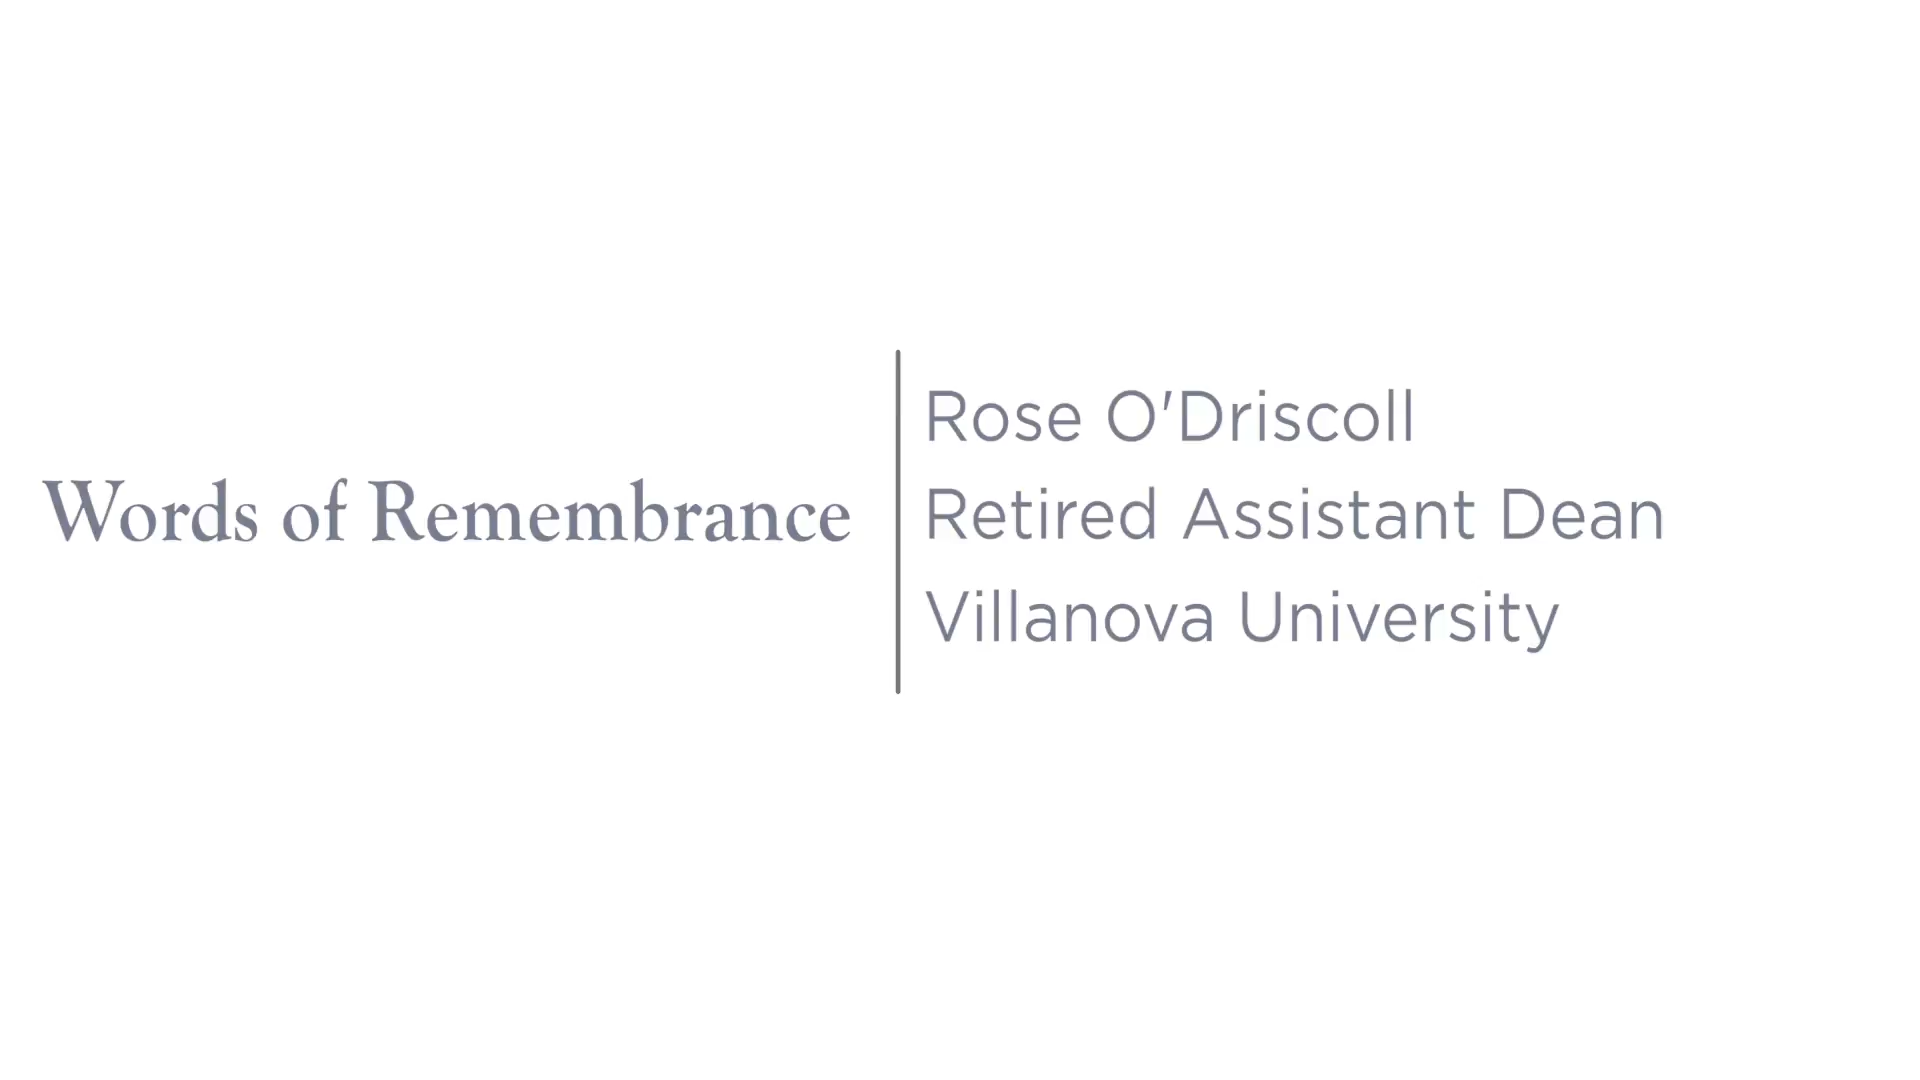 Words of Remembrance
Rose O'Driscoll
Retired Assistant Dean
Villanova University